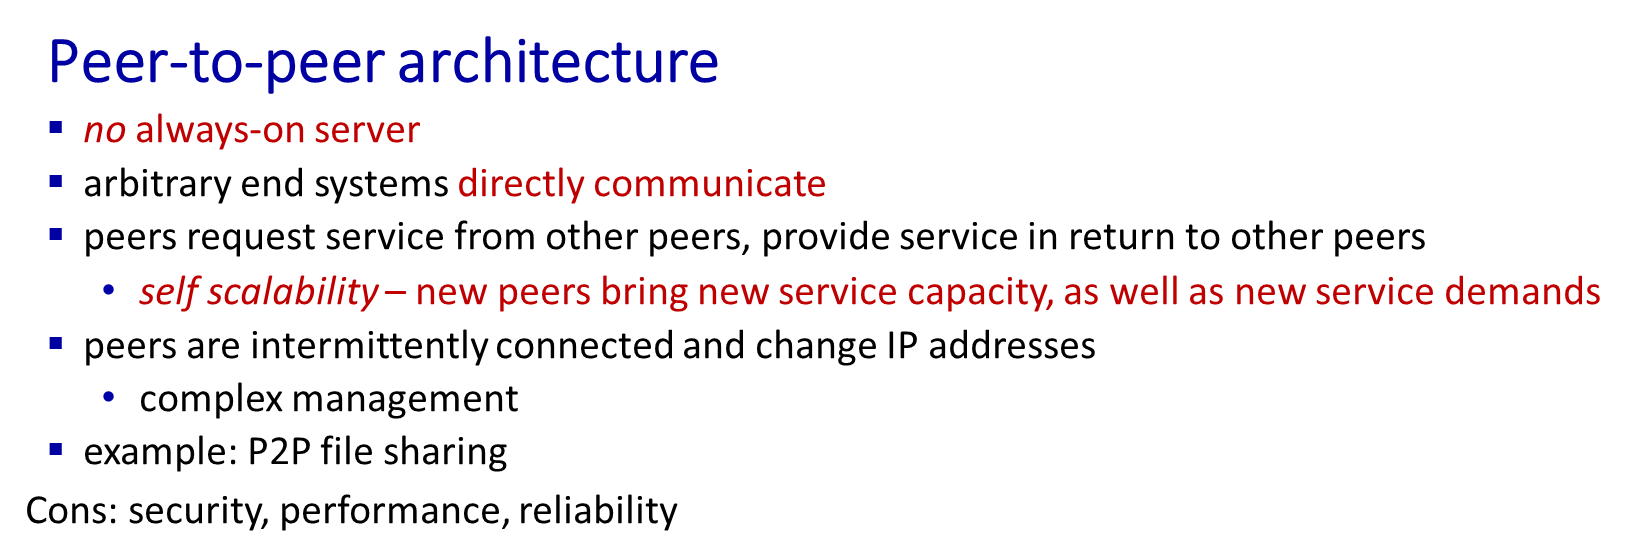 Peer-to-peer architecture
▪ no always-on server
▪ arbitrary end systems directly communicate
▪ peers request service from other peers, provide service in return to other peers
• self scalability – new peers bring new service capacity, as well as new service demands
▪ peers are intermittently connected and change IP addresses
• complex management
▪ example: P2P file sharing
Cons: security, performance, reliability